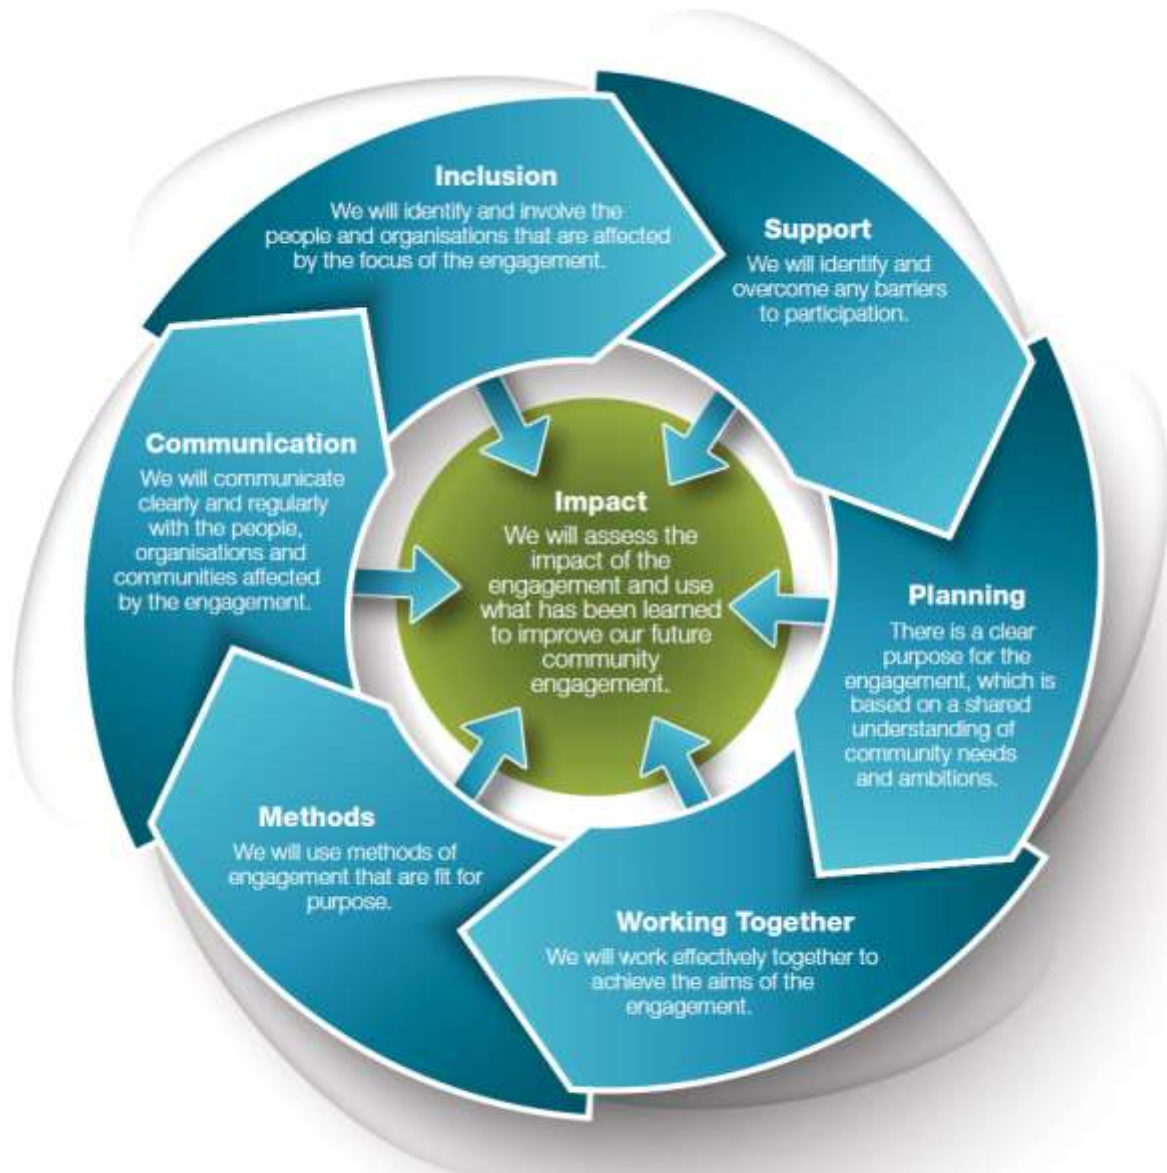 Inclusion
We will identify and involve the
people and organisations that are affected
by the focus of the engagement.
Support
We will identify and
overcome any barriers
to participation.
Planning
There is a clear
purpose for the
engagement, which is
based on a shared
understanding of
community needs
and ambitions.
Working Together
We will work effectively together to
achieve the aims of the
engagement.
Methods
We will use methods of
engagement that are fit for
purpose.
Communication
We will communicate
clearly and regularly
with the people,
organisations and
communities affected
by the engagement.
Impact
We will assess the
impact of the
engagement and use
what has been learned
to improve our future
community
engagement.